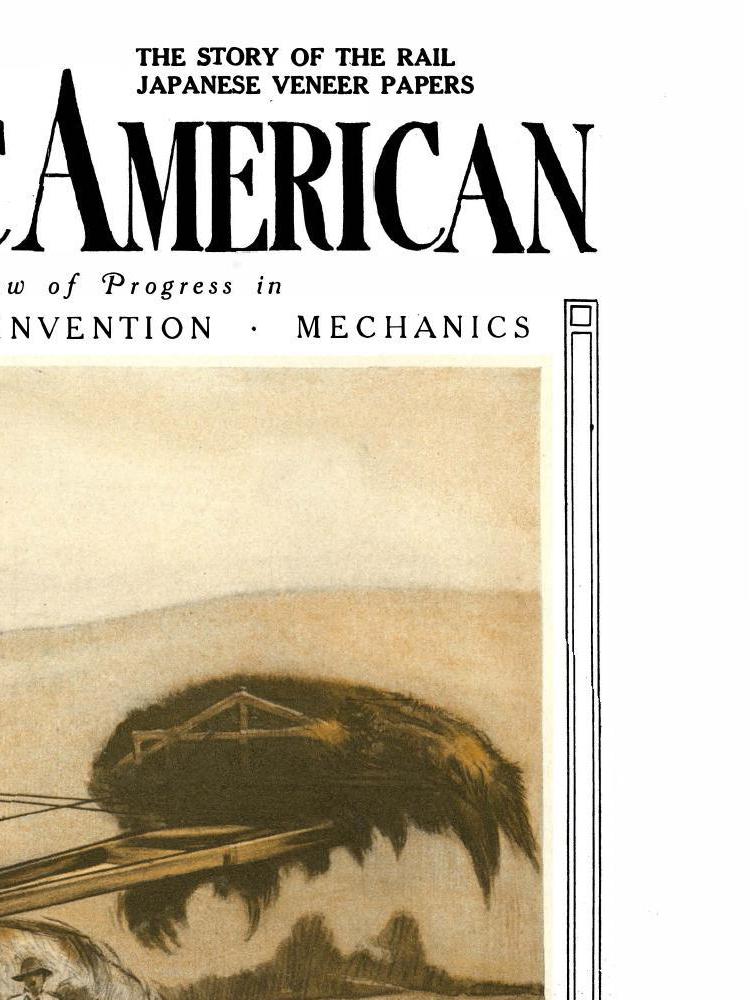 THE STORY OF THE RAIL
JAPANESE VENEER PAPERS
C AMERICAN
w of Progress in
NVENTION · MECHANICS